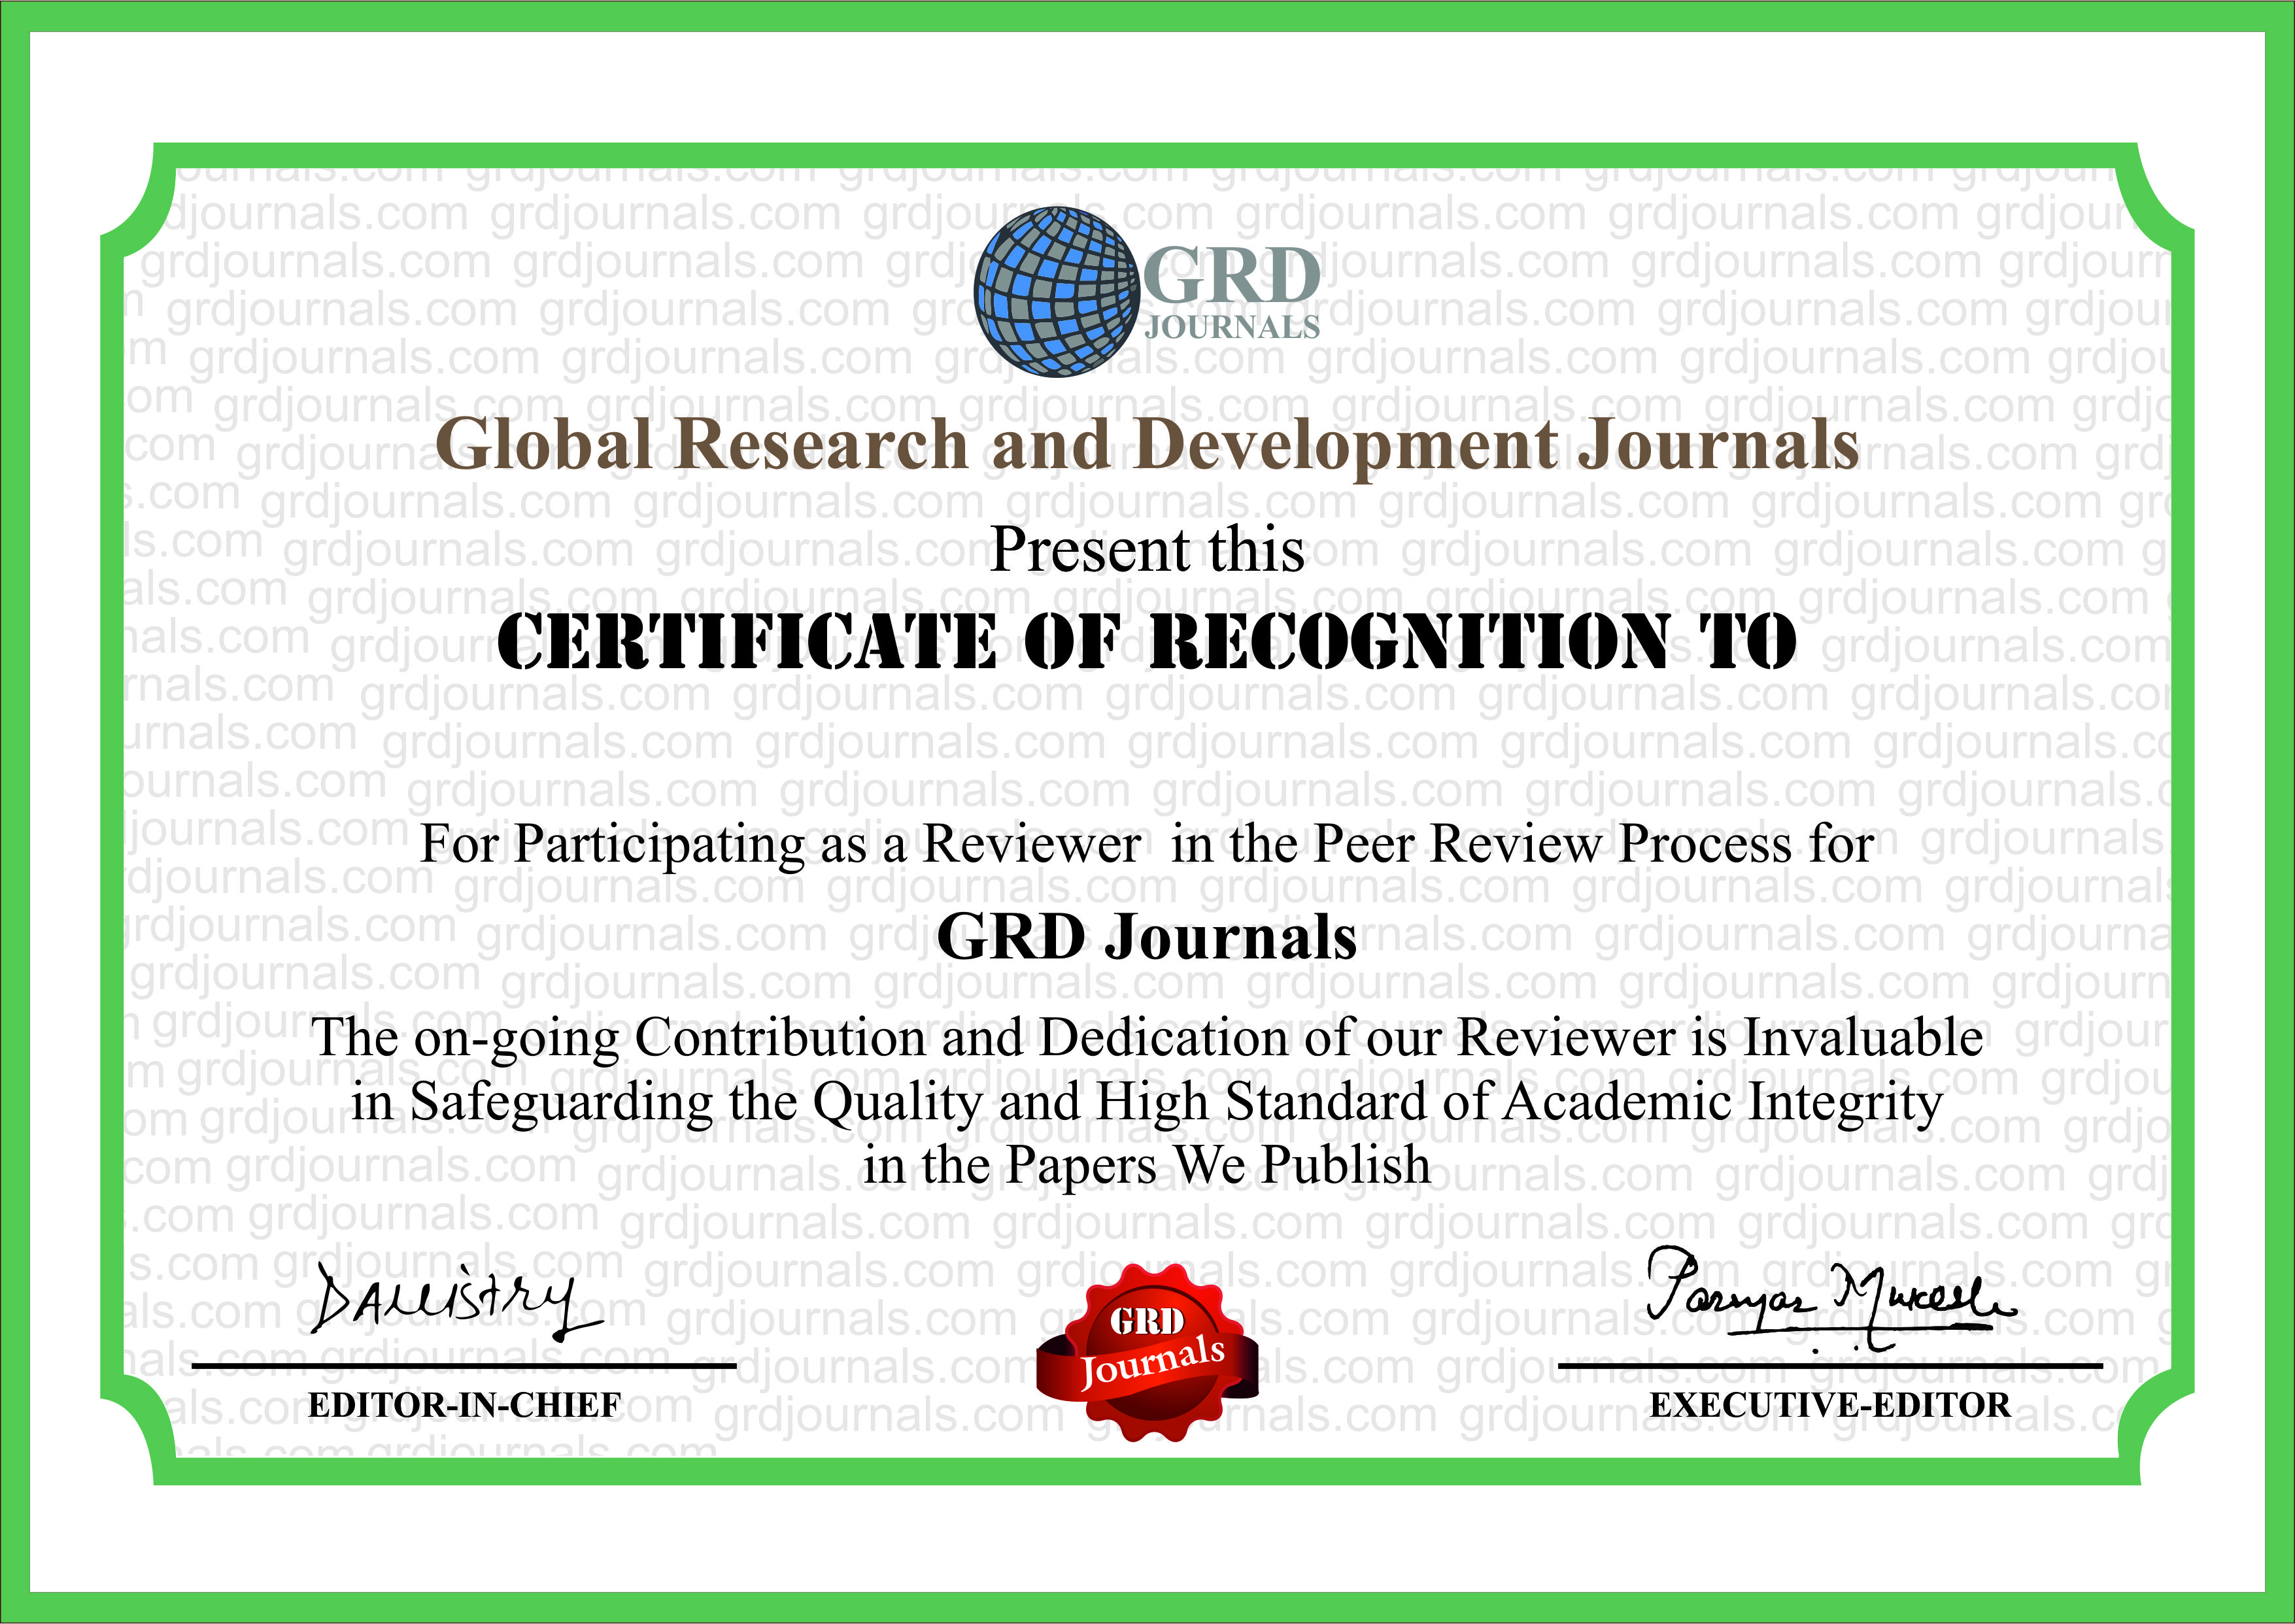 GRD
JOURNALS
Global Research and Development Journals
Present this
CERTIFICATE OF RECOGNITION TO
For Participating as a Reviewer in the Peer Review Process for
GRD Journals
The on-going Contribution and Dedication of our Reviewer is Invaluable
in Safeguarding the Quality and High Standard of Academic Integrity
in the Papers We Publish
GRD
Journals
EDITOR-IN-CHIEF
EXECUTIVE-EDITOR
grdjournals.com